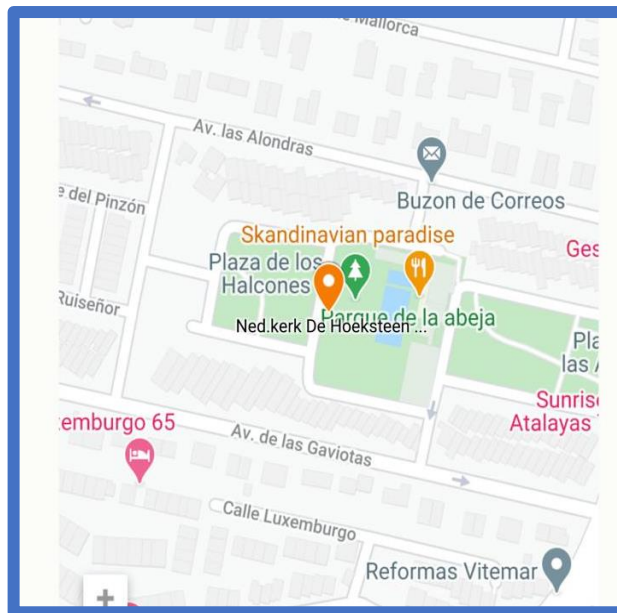 Mallorca
Av. las Alondras
Buzon de Correos
e del Pinzón
Skandinavian paradise
Plaza de los
Halcones
Ges
Ruiseñor
Parque de la abeja
Ned.kerk De Hoeksteen ...
Pla
las
Sunris
Atalayas
emburgo 65
Av. de las Gaviotas
Calle Luxemburgo
Reformas Vitemar
+